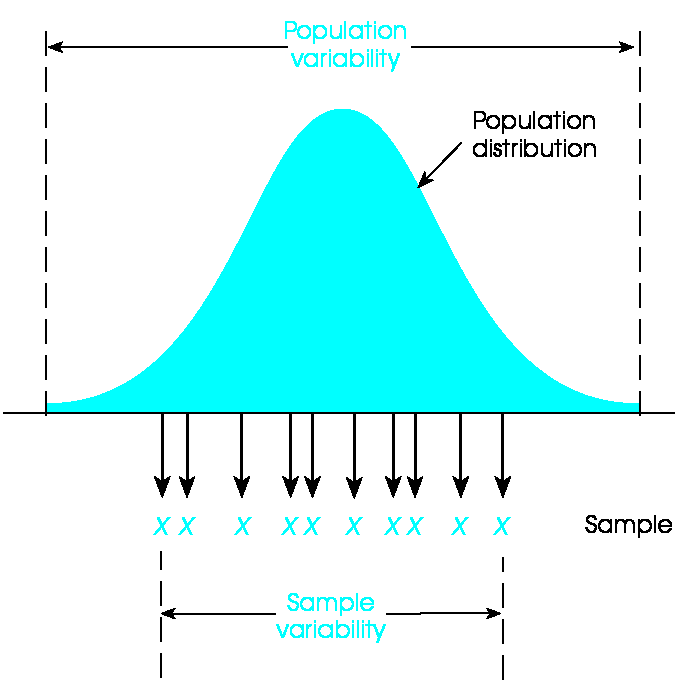 Population
variability
Population
distribution
x x x x x x x x x x
Sample
Sample
variability